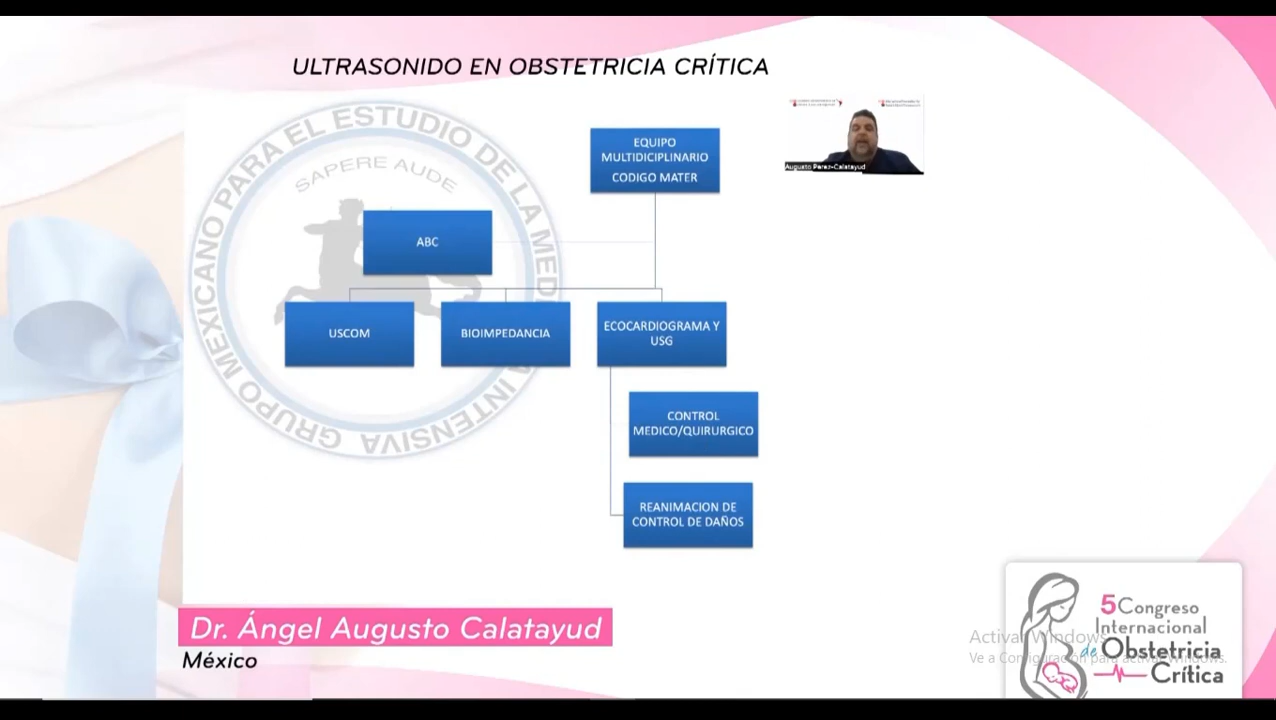 ULTRASONIDO EN OBSTETRICIA CRÍTICA
GRUPO MEXICANO PARA EL ESTUDIO DE LA MEDI A INTENSIVA
SAPERE AUDE
EQUIPO
MULTIDICIPLINARIO
CODIGO MATER
Augusto Perez-Calatayud
ABC
USCOM
BIOIMPEDANCIA
ECOCARDIOGRAMA Y
USG
CONTROL
MEDICO/QUIRURGICO
REANIMACION DE
CONTROL DE DAÑOS
Dr. Ángel Augusto Calatayud
México
5 Congreso
Internacional
de Obstetricia
Crítica
Activar Windows
Ve a Configuración para activar Windows.